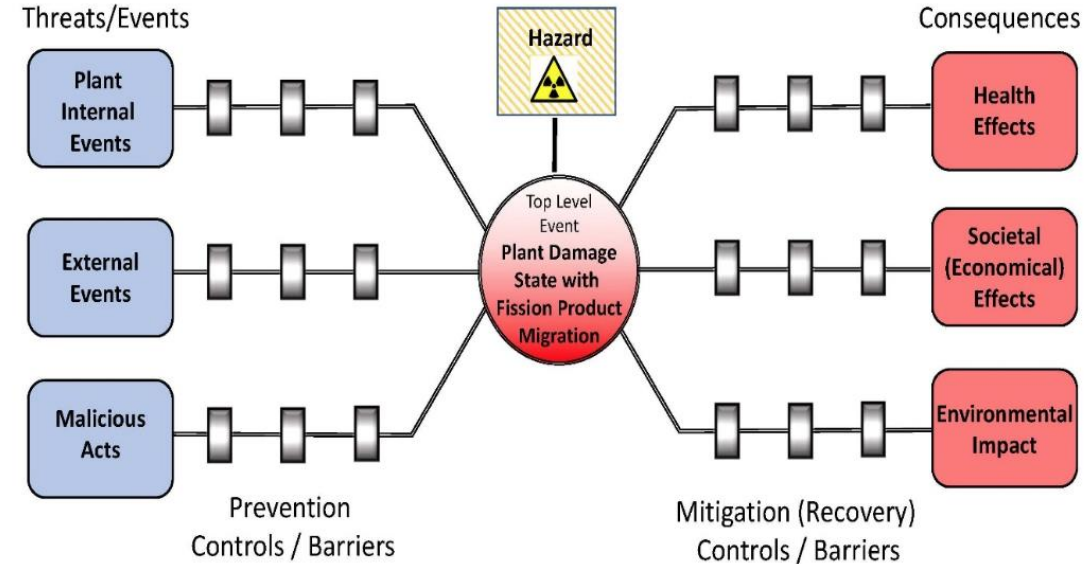 Threats/Events
Hazard
Consequences
Plant
Internal
Events
Health
Effects
Top Level
Event
Plant Damage
State with
Fission Product
Migration
External
Events
Societal
(Economical)
Effects
Malicious
Acts
Environmental
Impact
Prevention
Controls / Barriers
Mitigation (Recovery)
Controls / Barriers